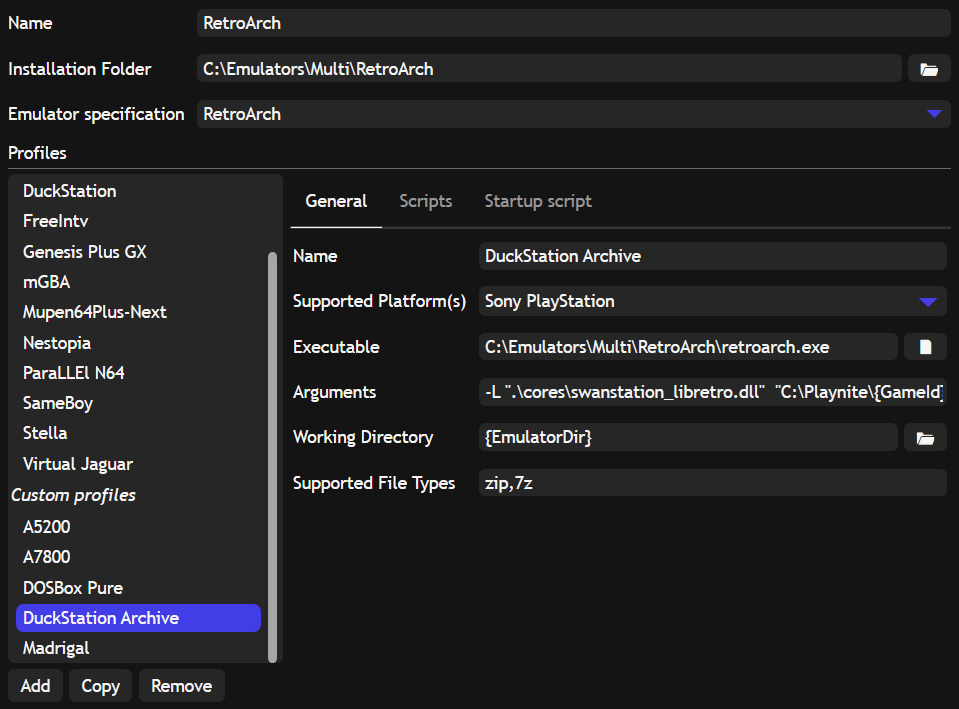 Name RetroArch
Installation Folder C:\Emulators\Multi\RetroArch
Emulator specification RetroArch
Profiles
DuckStation
FreeIntv
Genesis Plus GX
mGBA
Mupen64Plus-Next
Nestopia
ParaLLEl N64
SameBoy
Stella
Virtual Jaguar
Custom profiles
A5200
A7800
DOSBox Pure
DuckStation Archive
Madrigal
Add Copy Remove
General Scripts Startup script
Name DuckStation Archive
Supported Platform(s) Sony PlayStation
Executable C:\Emulators\Multi\RetroArch\retroarch.exe
Arguments -L ".\cores\swanstation_libretro.dll" "C:\Playnite\{GameId}
Working Directory {EmulatorDir}
Supported File Types zip,7z